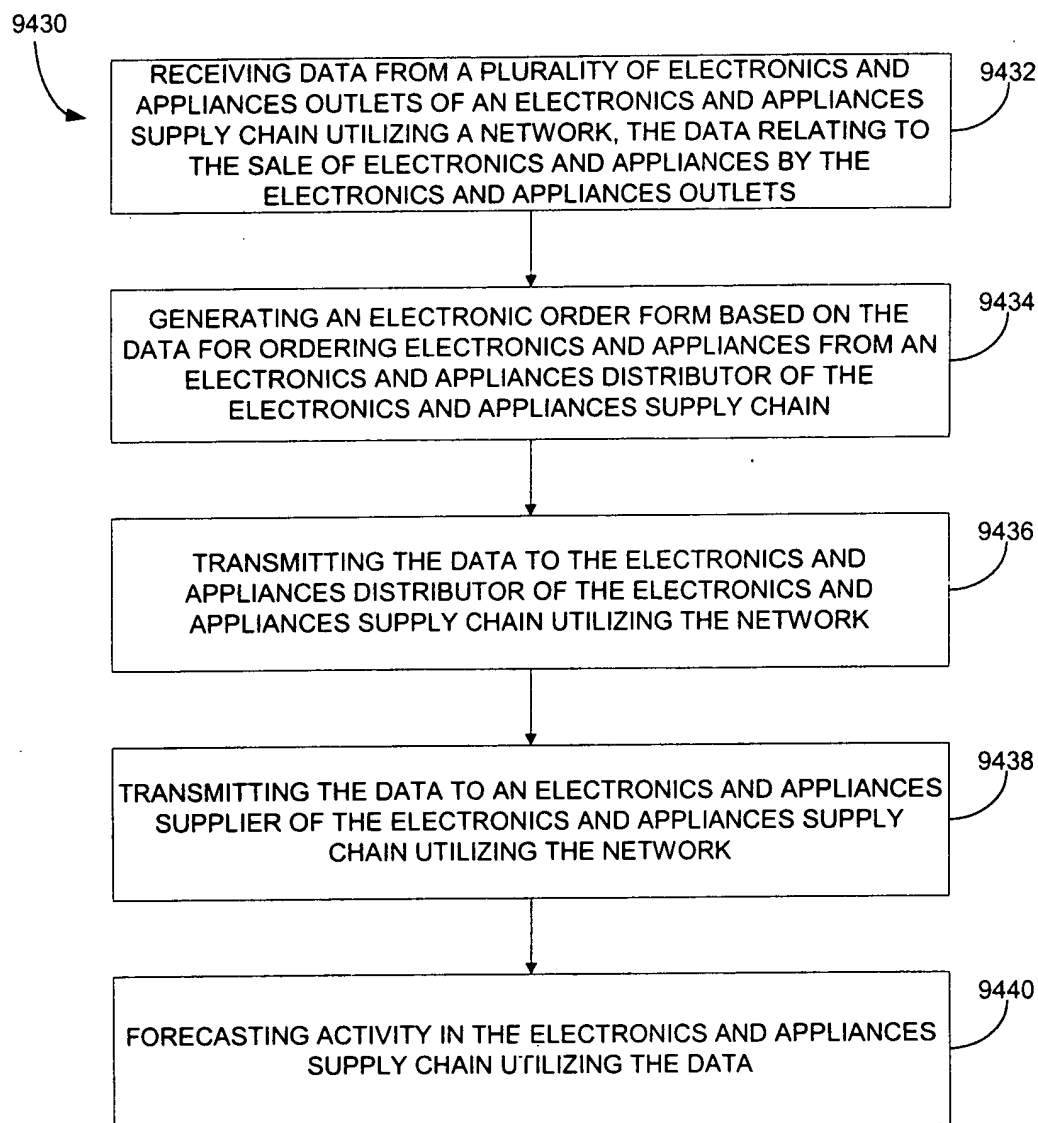 9430
RECEIVING DATA FROM A PLURALITY OF ELECTRONICS AND
APPLIANCES OUTLETS OF AN ELECTRONICS AND APPLIANCES
SUPPLY CHAIN UTILIZING A NETWORK, THE DATA RELATING TO
THE SALE OF ELECTRONICS AND APPLIANCES BY THE
ELECTRONICS AND APPLIANCES OUTLETS
9432
GENERATING AN ELECTRONIC ORDER FORM BASED ON THE
DATA FOR ORDERING ELECTRONICS AND APPLIANCES FROM AN
ELECTRONICS AND APPLIANCES DISTRIBUTOR OF THE
ELECTRONICS AND APPLIANCES SUPPLY CHAIN
9434
TRANSMITTING THE DATA TO THE ELECTRONICS AND
APPLIANCES DISTRIBUTOR OF THE ELECTRONICS AND
APPLIANCES SUPPLY CHAIN UTILIZING THE NETWORK
9436
TRANSMITTING THE DATA TO AN ELECTRONICS AND APPLIANCES
SUPPLIER OF THE ELECTRONICS AND APPLIANCES SUPPLY
CHAIN UTILIZING THE NETWORK
9438
FORECASTING ACTIVITY IN THE ELECTRONICS AND APPLIANCES
SUPPLY CHAIN UTILIZING THE DATA
9440